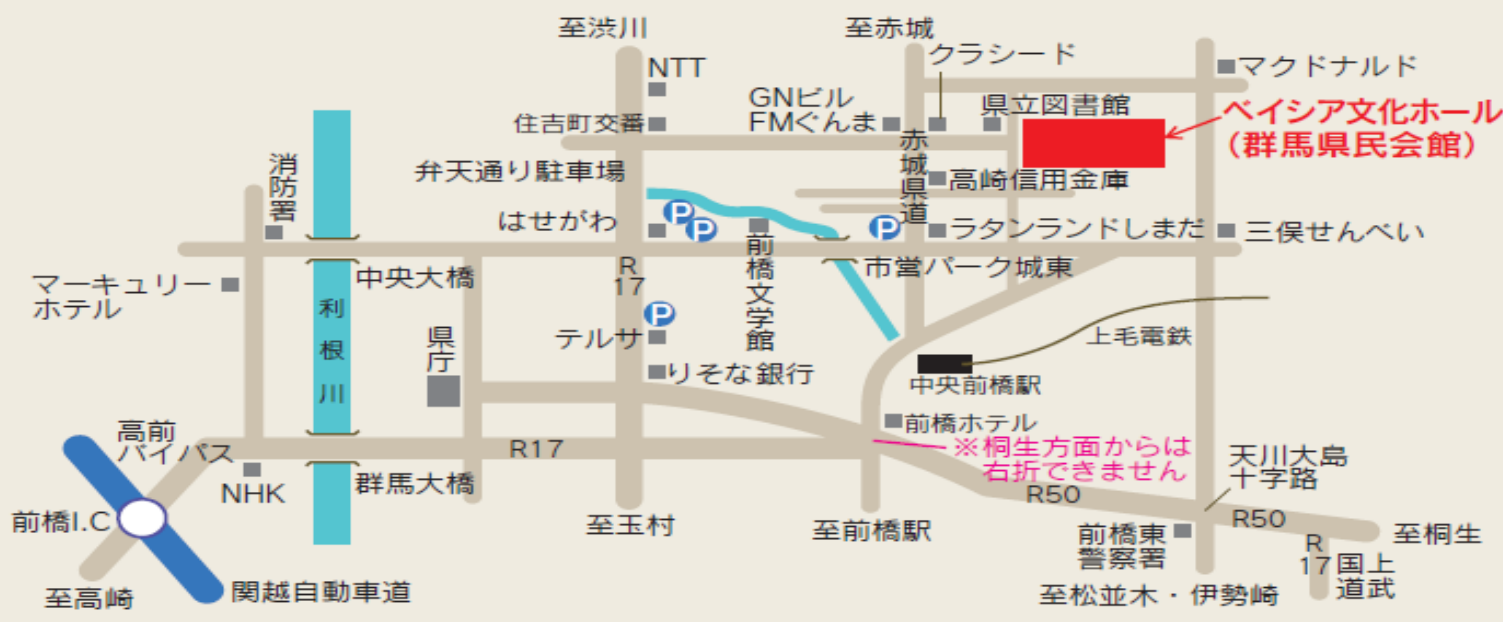 至渋川
至赤城
クラシード
NTT
マクドナルド
GNビル
FMぐんま
県立図書館
住吉町交番
ベイシア文化ホール
(群馬県民会館)
赤城県道
消防署
弁天通り駐車場
高崎信用金庫
はせがわ
P
P
P
ラタンランドしまだ
三俣せんべい
前橋文学館
中央大橋
R
17
市営パーク城東
マーキュリー
ホテル
利根川
P
テルサ
県庁
上毛電鉄
りそな銀行
中央前橋駅
前橋ホテル
高前
バイパス
R17
※桐生方面からは
右折できません
天川大島
十字路
NHK
群馬大橋
R50
前橋I.C
至玉村
至前橋駅
前橋東
警察署
R50
至桐生
R
17
国道
上武
至高崎
関越自動車道
至松並木・伊勢崎